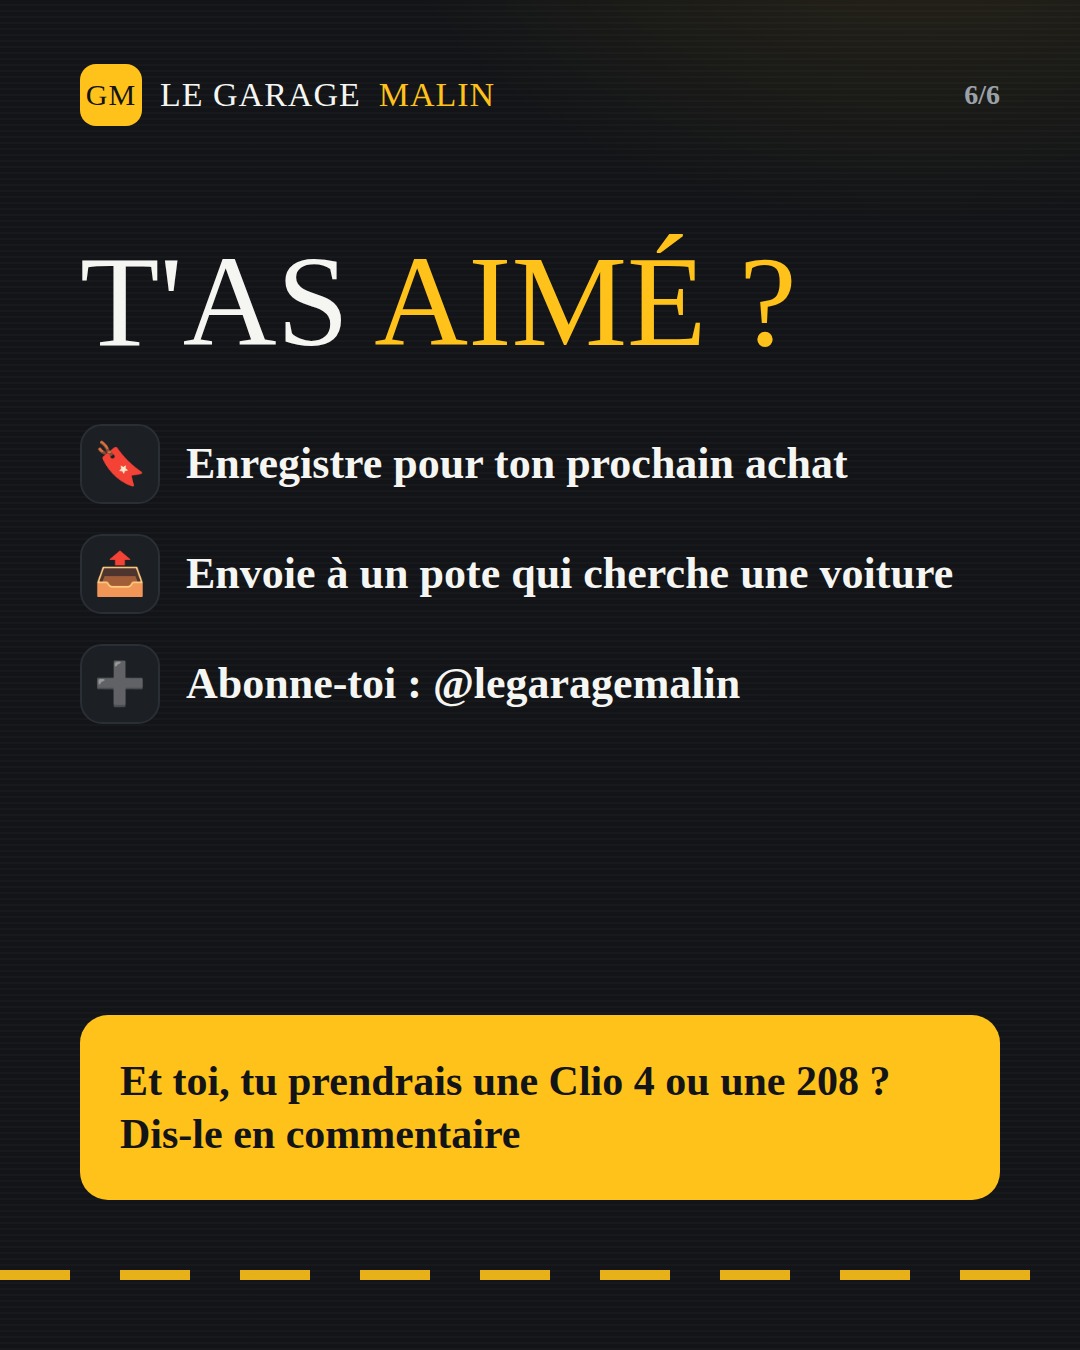 GM LE GARAGE MALIN
6/6
T'AS AIMÉ ?
Enregistre pour ton prochain achat
Envoie à un pote qui cherche une voiture
Abonne-toi : @legaragemalin
Et toi, tu prendrais une Clio 4 ou une 208 ?
Dis-le en commentaire